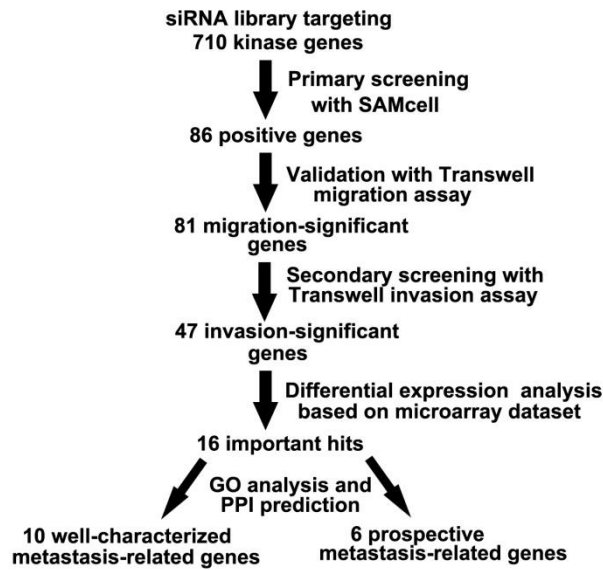 siRNA library targeting
710 kinase genes
Primary screening
with SAMcell
86 positive genes
Validation with Transwell
migration assay
81 migration-significant
genes
Secondary screening with
Transwell invasion assay
47 invasion-significant
genes
Differential expression analysis
based on microarray dataset
16 important hits
GO analysis and
PPI prediction
10 well-characterized
metastasis-related genes
6 prospective
metastasis-related genes